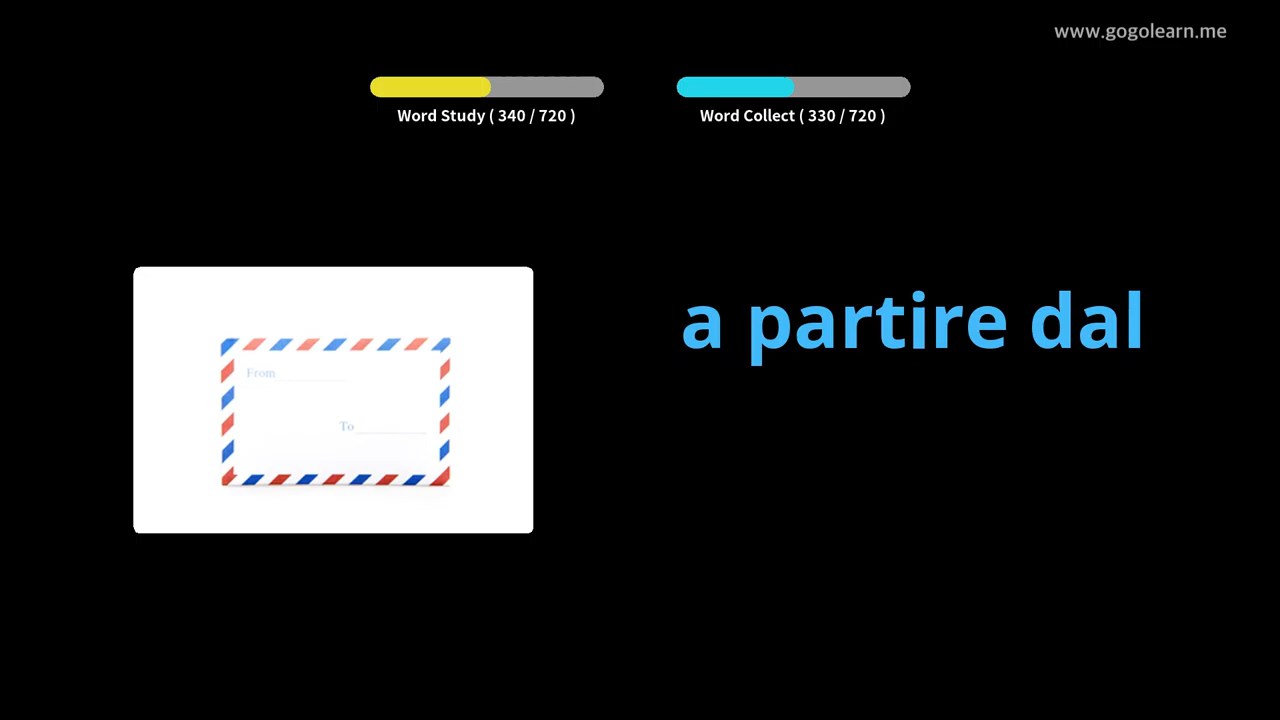 www.gogolearn.me
Word Study ( 340 / 720 )
Word Collect ( 330 / 720 )
a partire dal
From
To